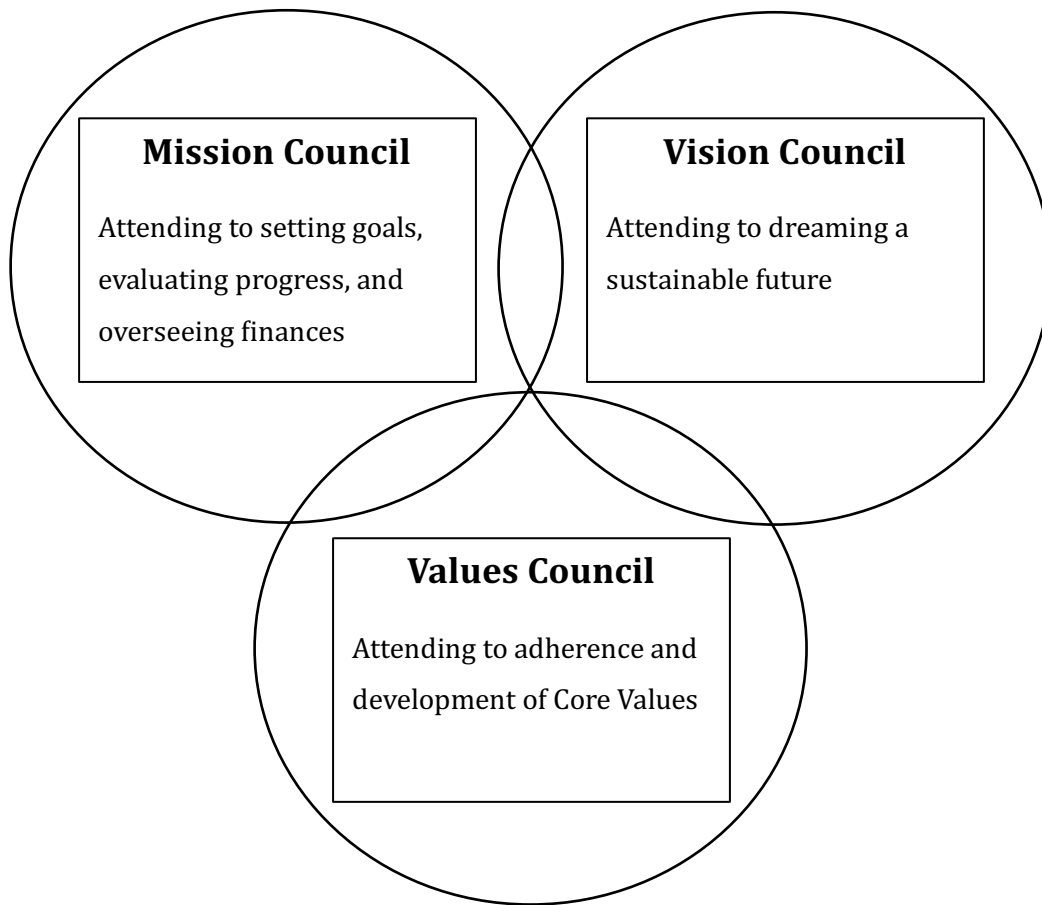 Mission Council
Attending to setting goals,
evaluating progress, and
overseeing finances
Vision Council
Attending to dreaming a
sustainable future
Values Council
Attending to adherence and
development of Core Values